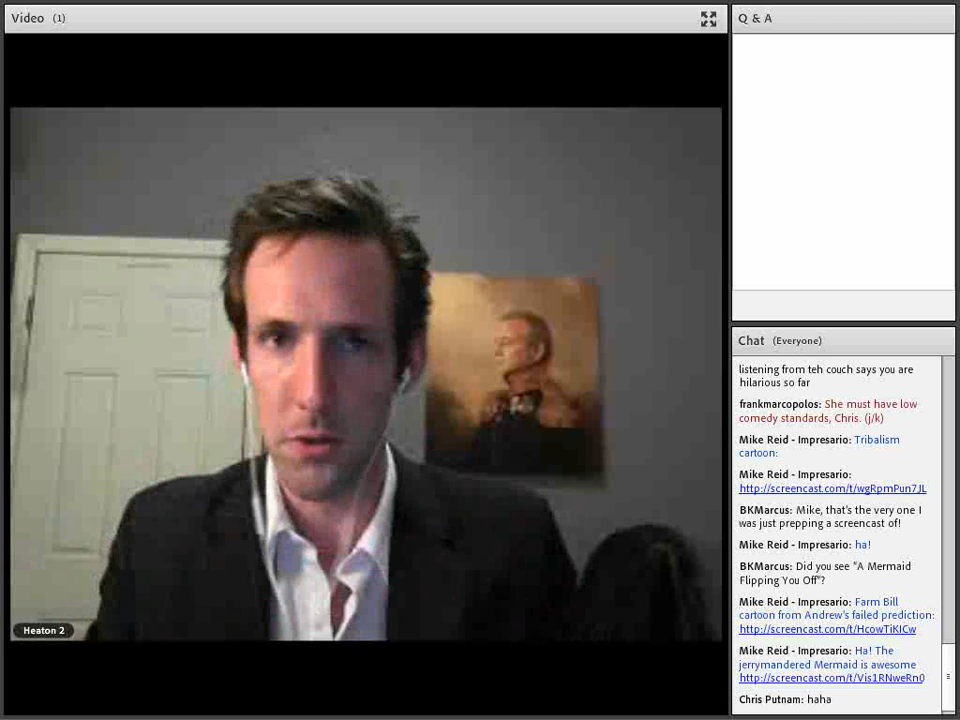 Video (1)
Heaton 2
Q & A
Chat (Everyone)
listening from teh couch says you are
hilarious so far
frankmarcopolos: She must have low
comedy standards, Chris. (j/k)
Mike Reid - Impresario: Tribalism
cartoon:
Mike Reid - Impresario:
http://screencast.com/t/wgRpmPun7JL
BKMarcus: Mike, that's the very one I
was just prepping a screencast of!
Mike Reid - Impresario: ha!
BKMarcus: Did you see "A Mermaid
Flipping You Off"?
Mike Reid - Impresario: Farm Bill
cartoon from Andrew's failed prediction:
http://screencast.com/t/HcowTiKICw
Mike Reid - Impresario: Ha! The
jerrymandered Mermaid is awesome
http://screencast.com/t/Vis1RNweRn0
Chris Putnam: haha